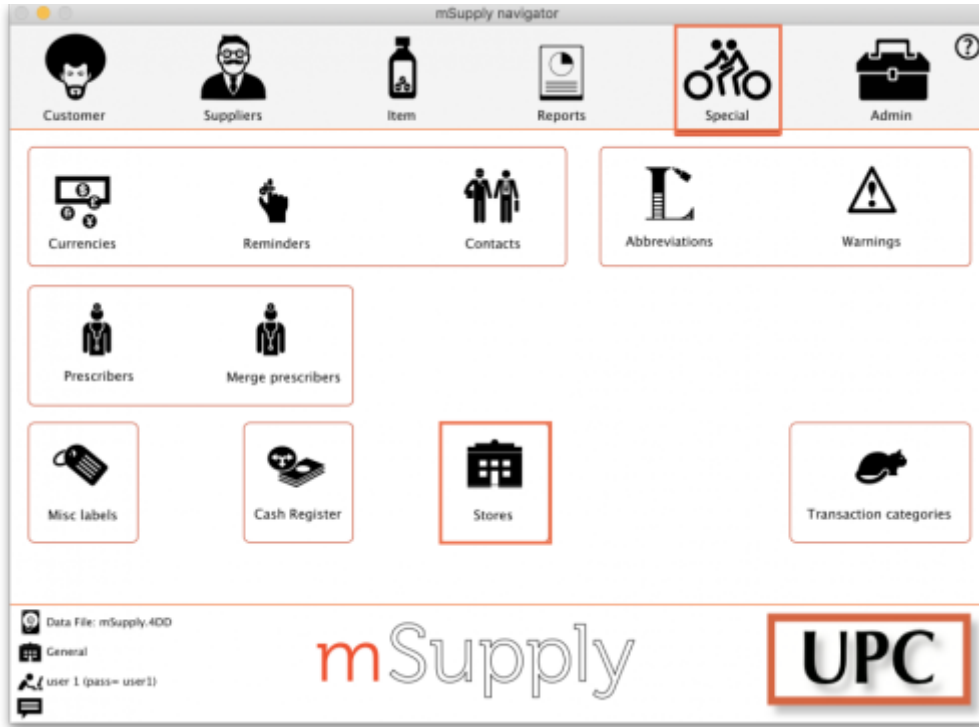 mSupply navigator
?
Customer
Suppliers
Item
Reports
Special
Admin
Currencies
Reminders
Contacts
Abbreviations
Warnings
Prescribers
Merge prescribers
Misc labels
Cash Register
Stores
Transaction categories
Data File: mSupply.4DD
General
user 1 (pass= user1)
mSupply
UPC